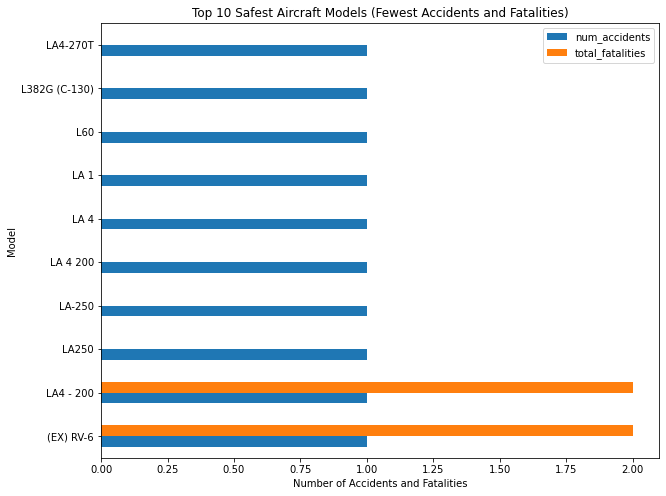 Top 10 Safest Aircraft Models (Fewest Accidents and Fatalities)
num_accidents
total_fatalities
LA4-270T
L382G (C-130)
L60
LA 1
LA 4
LA 4 200
LA-250
LA250
LA4 - 200
(EX) RV-6
Model
0.00 0.25 0.50 0.75 1.00 1.25 1.50 1.75 2.00
Number of Accidents and Fatalities